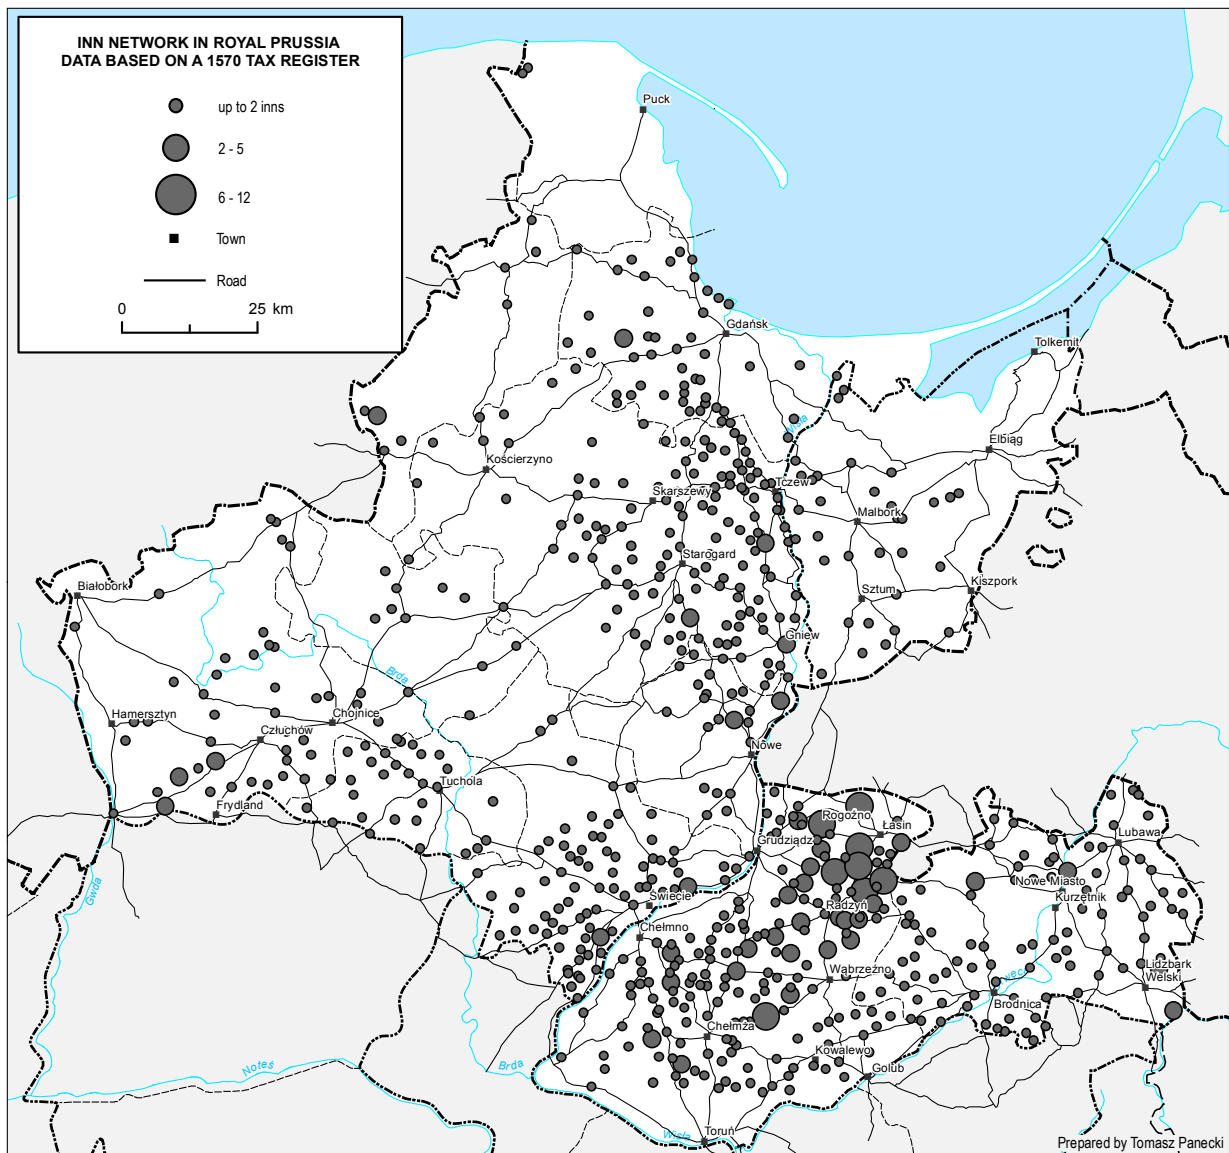 INN NETWORK IN ROYAL PRUSSIA
DATA BASED ON A 1570 TAX REGISTER
up to 2 inns
2 - 5
6 - 12
Town
Road
0 25 km
Puck
Gdańsk
Tolkemit
Wisła
Elbląg
Kościerzyno
Skarszewy
Tczew
Malbork
Starogard
Białobork
Sztum
Kiszpork
Gniew
Brda
Hamersztyn
Chojnice
Człuchów
Nowe
Tuchola
Frydland
Rogoźno
Łasin
Lubawa
Grudziądz
Gwda
Nowe Miasto
Kurzętnik
Świecie
Radzyń
Chełmno
Lidzbark
Welski
Wąbrzeźno
Brodnica
Chełmża
Kowalewo
Golub
Noteś
Brda
Wisła
Toruń
Prepared by Tomasz Panecki